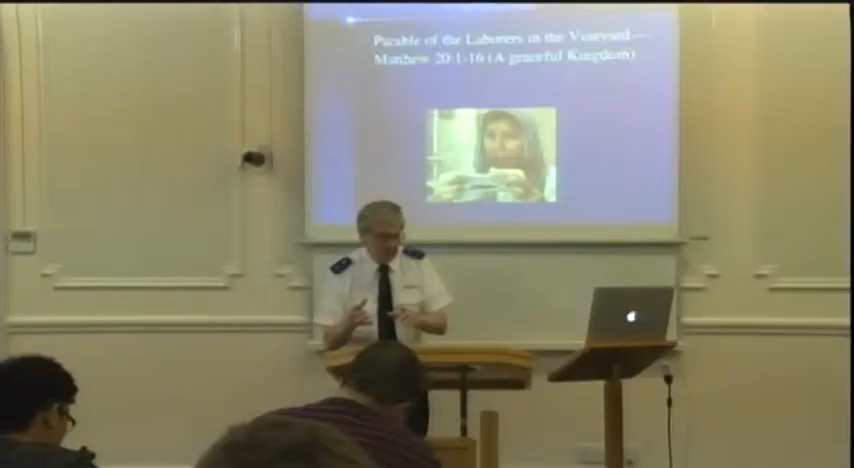 Parable of the Laborers in the Vineyard—
Matthew 20:1-16 (A graceful Kingdom)